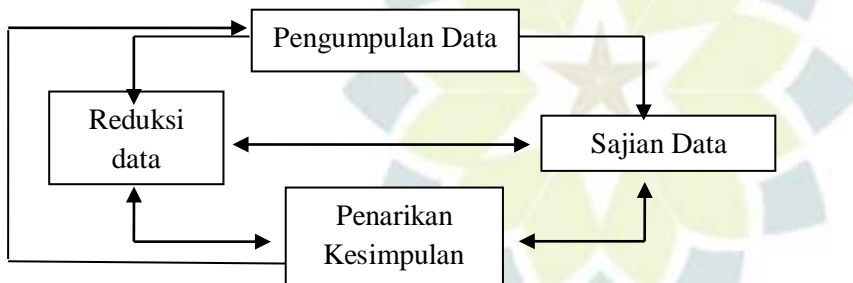 Pengumpulan Data
Reduksi
data
Sajian Data
Penarikan
Kesimpulan